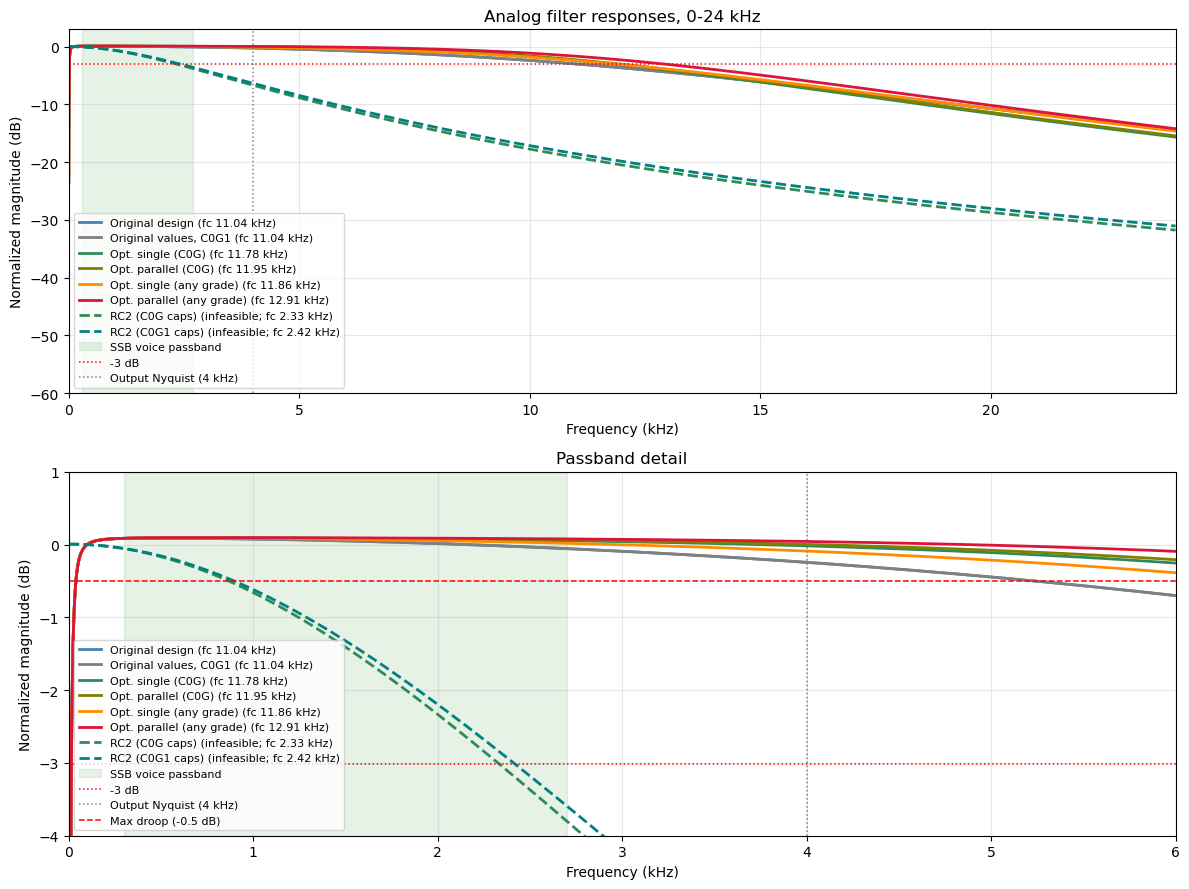 Analog filter responses, 0-24 kHz
Normalized magnitude (dB)
0
−10
−20
−30
−40
−50
−60
Original design (fc 11.04 kHz)
Original values, C0G1 (fc 11.04 kHz)
Opt. single (C0G) (fc 11.78 kHz)
Opt. parallel (C0G) (fc 11.95 kHz)
Opt. single (any grade) (fc 11.86 kHz)
Opt. parallel (any grade) (fc 12.91 kHz)
RC2 (C0G caps) (infeasible; fc 2.33 kHz)
RC2 (C0G1 caps) (infeasible; fc 2.42 kHz)
SSB voice passband
-3 dB
Output Nyquist (4 kHz)
0 5 10 15 20
Frequency (kHz)
Passband detail
Normalized magnitude (dB)
1
0
−1
−2
−3
−4
Original design (fc 11.04 kHz)
Original values, C0G1 (fc 11.04 kHz)
Opt. single (C0G) (fc 11.78 kHz)
Opt. parallel (C0G) (fc 11.95 kHz)
Opt. single (any grade) (fc 11.86 kHz)
Opt. parallel (any grade) (fc 12.91 kHz)
RC2 (C0G caps) (infeasible; fc 2.33 kHz)
RC2 (C0G1 caps) (infeasible; fc 2.42 kHz)
SSB voice passband
-3 dB
Output Nyquist (4 kHz)
Max droop (-0.5 dB)
0 1 2 3 4 5 6
Frequency (kHz)